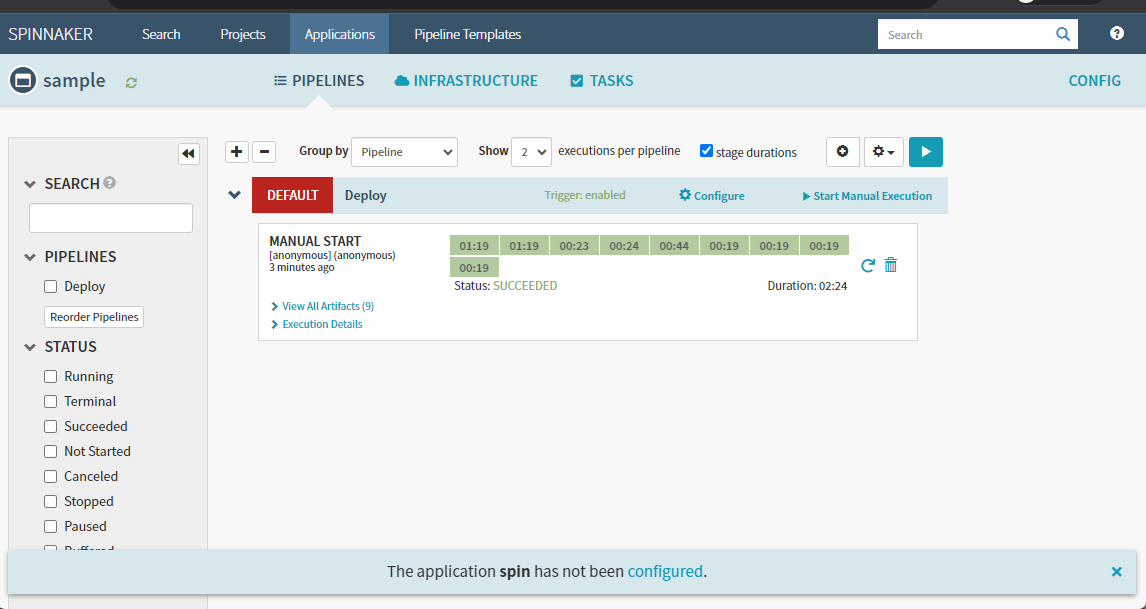 SPINNAKER Search Projects Applications Pipeline Templates Search
sample PIPELINES INFRASTRUCTURE TASKS CONFIG
Group by Pipeline Show 2 executions per pipeline stage durations
SEARCH
PIPELINES
Deploy
Reorder Pipelines
STATUS
Running
Terminal
Succeeded
Not Started
Canceled
Stopped
Paused
Buffered
DEFAULT Deploy Trigger: enabled Configure Start Manual Execution
MANUAL START
[anonymous] (anonymous)
3 minutes ago
01:19 01:19 00:23 00:24 00:44 00:19 00:19 00:19
00:19
Status: SUCCEEDED Duration: 02:24
View All Artifacts (9)
Execution Details
The application spin has not been configured.